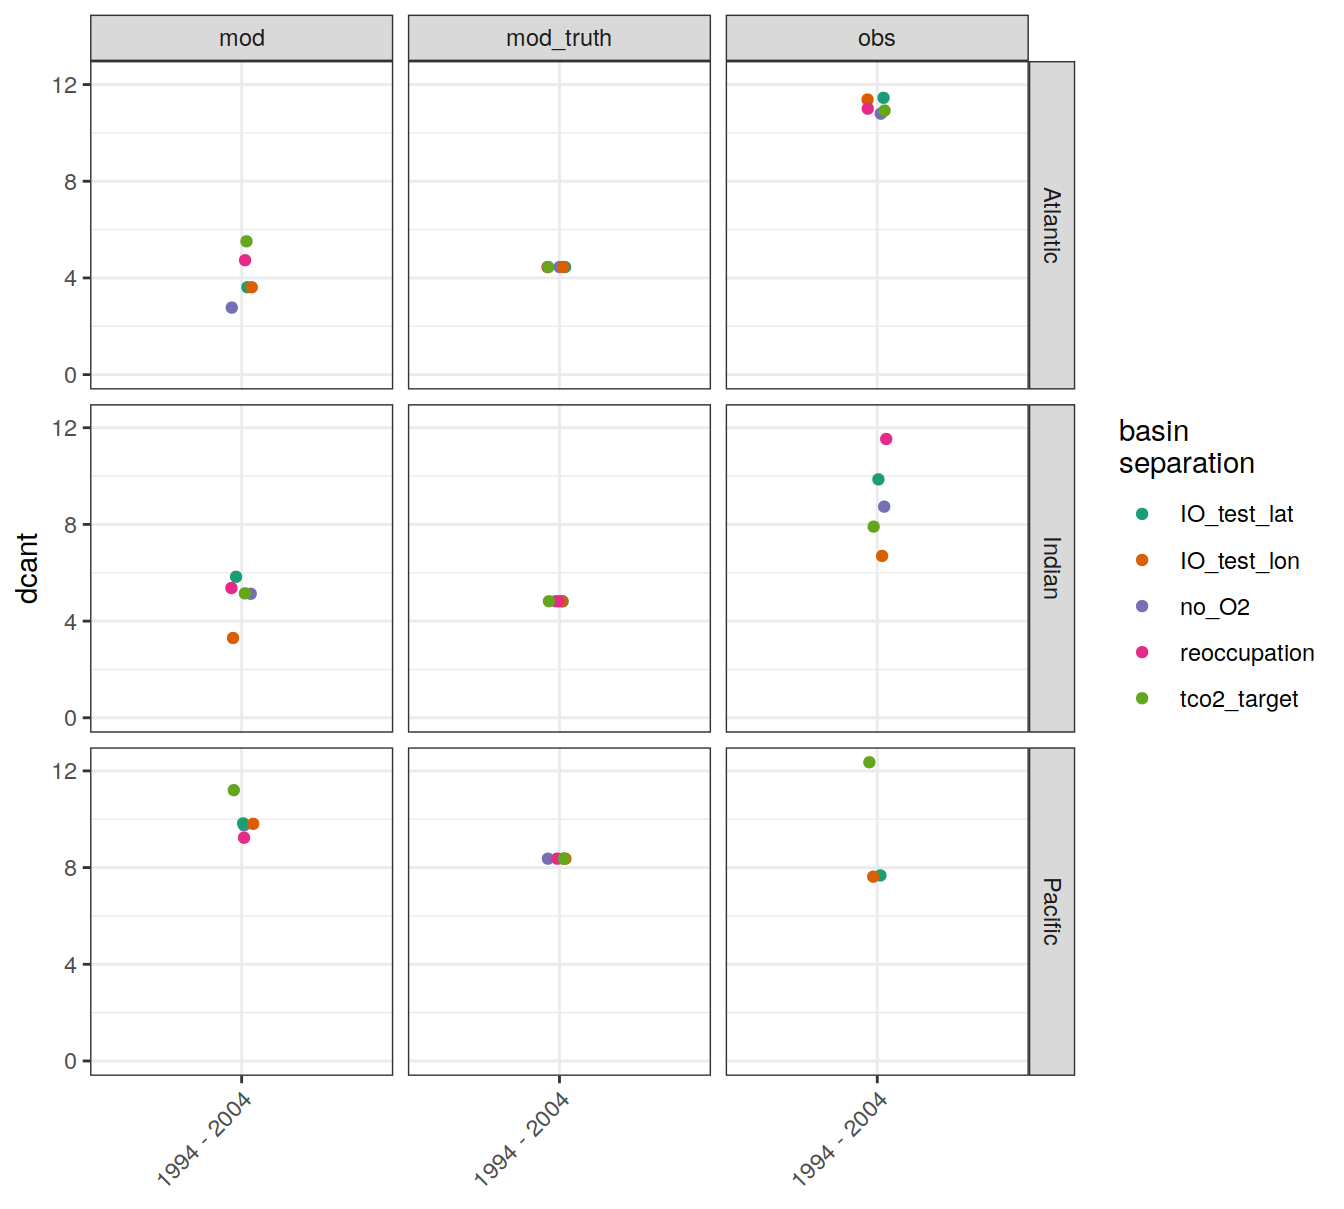 mod
mod_truth
obs
12
8
4
0
Atlantic
12
8
4
0
Indian
12
8
4
0
Pacific
dcant
1994 - 2004
1994 - 2004
1994 - 2004
basin
separation
IO_test_lat
IO_test_lon
no_O2
reoccupation
tco2_target